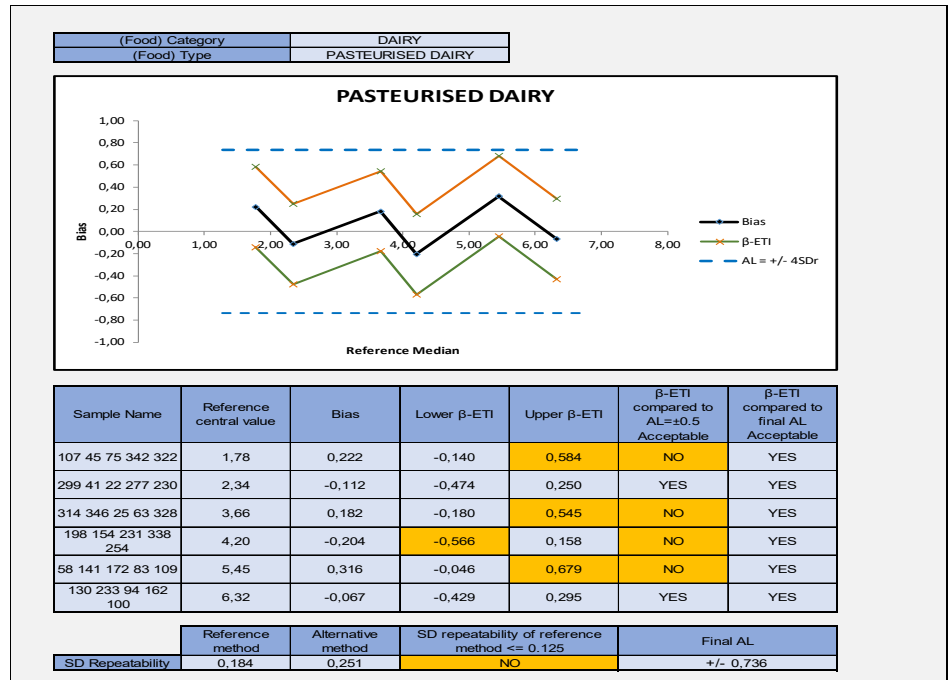 (Food) Category DAIRY
(Food) Type PASTEURISED DAIRY
PASTEURISED DAIRY
1,00
0,80
0,60
0,40
0,20
0,00
-0,20
-0,40
-0,60
-0,80
-1,00
0,00 1,00 2,00 3,00 4,00 5,00 6,00 7,00 8,00
Bias
Reference Median
Bias
β-ETI
AL = +/- 4SDr
Sample Name
Reference
central value
Bias
Lower β-ETI
Upper β-ETI
β-ETI
compared to
AL=±0.5
Acceptable
β-ETI
compared to
final AL
Acceptable
107 45 75 342 322 1,78 0,222 -0,140 0,584 NO YES
299 41 22 277 230 2,34 -0,112 -0,474 0,250 YES YES
314 346 25 63 328 3,66 0,182 -0,180 0,545 NO YES
198 154 231 338
254
4,20 -0,204 -0,566 0,158 NO YES
58 141 172 83 109 5,45 0,316 -0,046 0,679 NO YES
130 233 94 162
100
6,32 -0,067 -0,429 0,295 YES YES
Reference
method
Alternative
method
SD repeatability of reference
method <= 0.125
Final AL
SD Repeatability 0,184 0,251 NO +/- 0,736